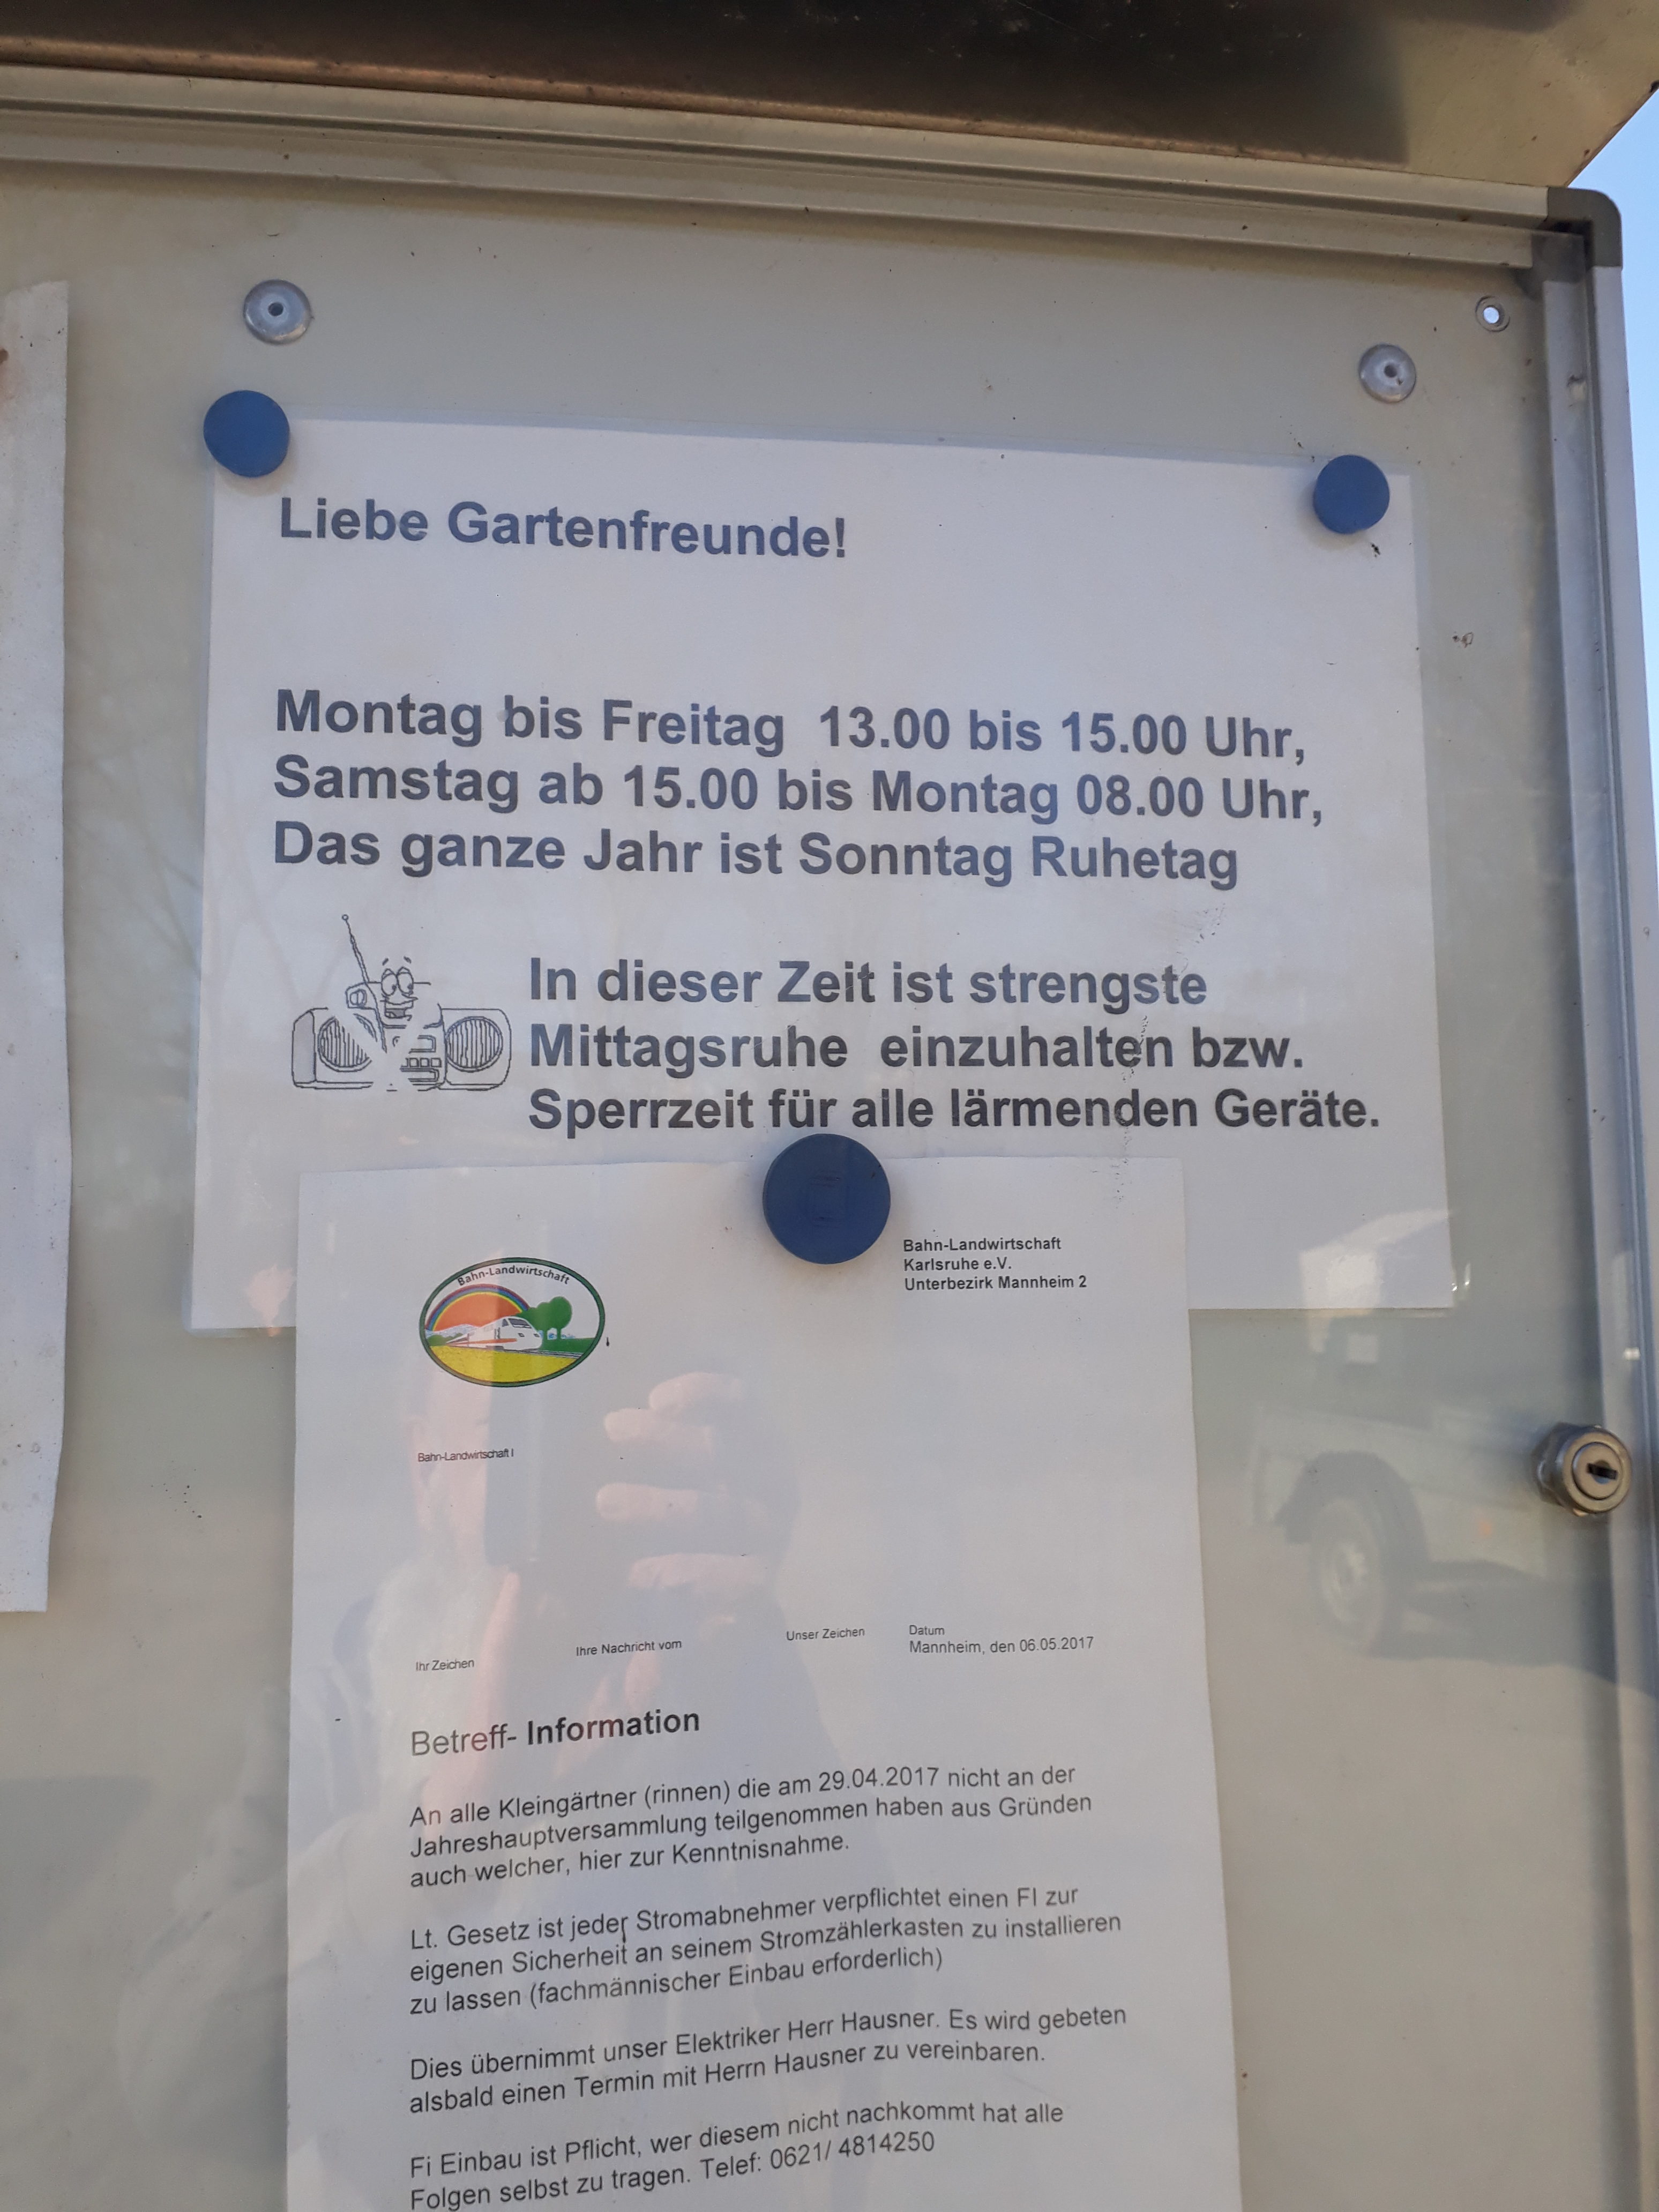 Liebe Gartenfreunde!
Montag bis Freitag 13.00 bis 15.00 Uhr,
Samstag ab 15.00 bis Montag 08.00 Uhr,
Das ganze Jahr ist Sonntag Ruhetag
In dieser Zeit ist strengste
Mittagsruhe einzuhalten bzw.
Sperrzeit für alle lärmenden Geräte.
Bahn-Landwirtschaft
Bahn-Landwirtschaft
Karlsruhe e.V.
Unterbezirk Mannheim 2
Bahn-Landwirtschaft I
Ihr Zeichen
Ihre Nachricht vom
Unser Zeichen
Datum
Mannheim, den 06.05.2017
Betreff- Information
An alle Kleingärtner (rinnen) die am 29.04.2017 nicht an der
Jahreshauptversammlung teilgenommen haben aus Gründen
auch welcher, hier zur Kenntnisnahme.
Lt. Gesetz ist jeder Stromabnehmer verpflichtet einen FI zur
eigenen Sicherheit an seinem Stromzählerkasten zu installieren
zu lassen (fachmännischer Einbau erforderlich)
Dies übernimmt unser Elektriker Herr Hausner. Es wird gebeten
alsbald einen Termin mit Herrn Hausner zu vereinbaren.
Fi Einbau ist Pflicht, wer diesem nicht nachkommt hat alle
Folgen selbst zu tragen. Telef: 0621/ 4814250